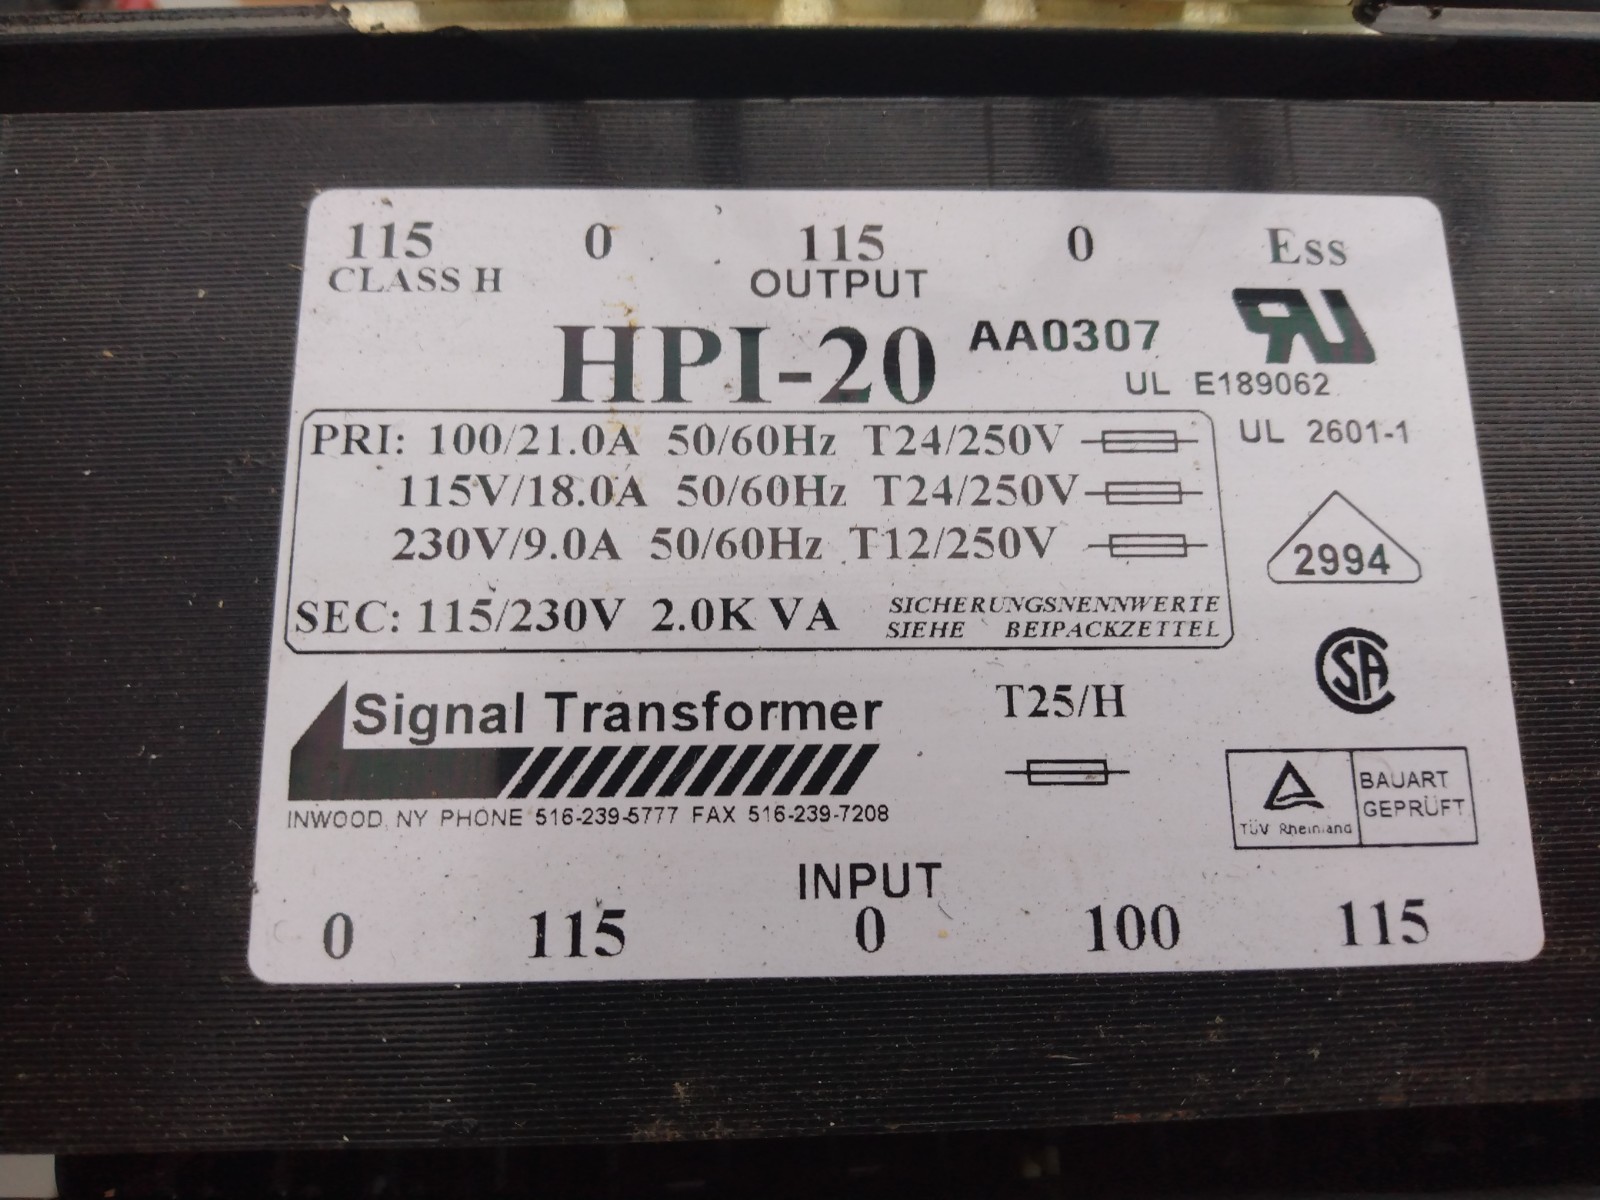 115 0 115 0 Ess
CLASS H OUTPUT
HPI-20 AA0307
UL E189062
PRI: 100/21.0A 50/60Hz T24/250V
UL 2601-1
115V/18.0A 50/60Hz T24/250V
230V/9.0A 50/60Hz T12/250V
2994
SEC: 115/230V 2.0K VA
SICHERUNGSNENNWERTE
SIEHE BEIPACKZETTEL
Signal Transformer
T25/H
INWOOD, NY PHONE 516-239-5777 FAX 516-239-7208
TÜV Rheinland
BAUART
GEPRÜFT
INPUT
0 115 0 100 115